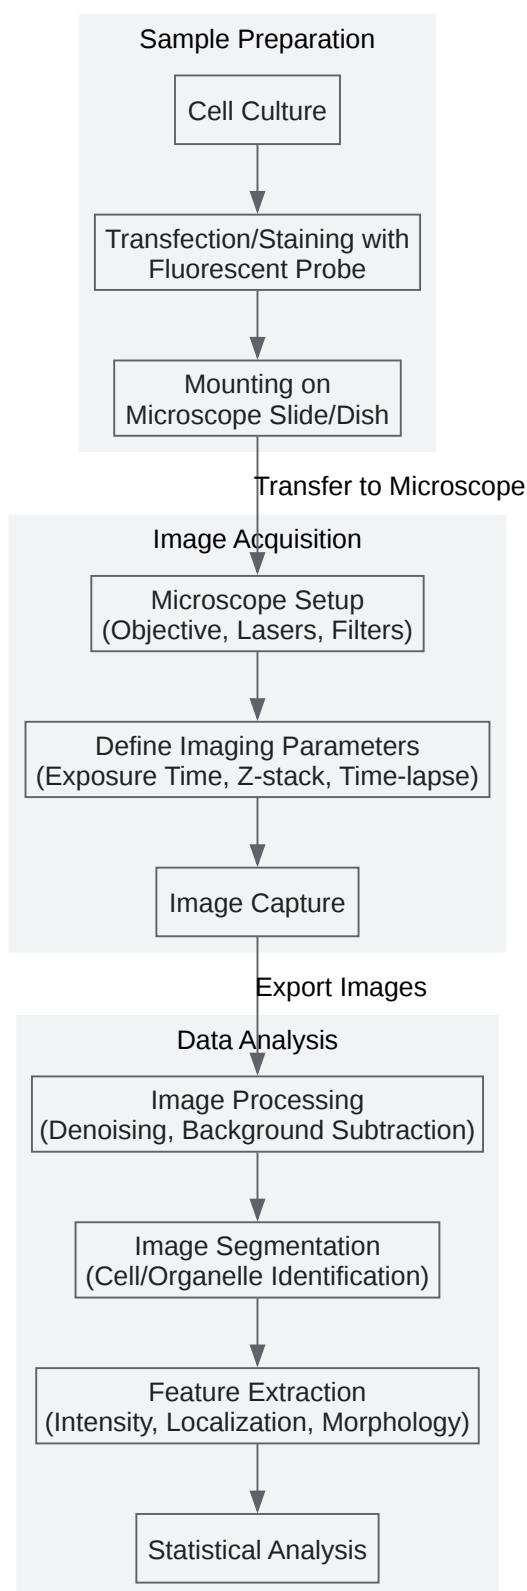 Sample Preparation
Cell Culture
Transfection/Staining with
Fluorescent Probe
Mounting on
Microscope Slide/Dish
Transfer to Microscope
Image Acquisition
Microscope Setup
(Objective, Lasers, Filters)
Define Imaging Parameters
(Exposure Time, Z-stack, Time-lapse)
Image Capture
Export Images
Data Analysis
Image Processing
(Denoising, Background Subtraction)
Image Segmentation
(Cell/Organelle Identification)
Feature Extraction
(Intensity, Localization, Morphology)
Statistical Analysis